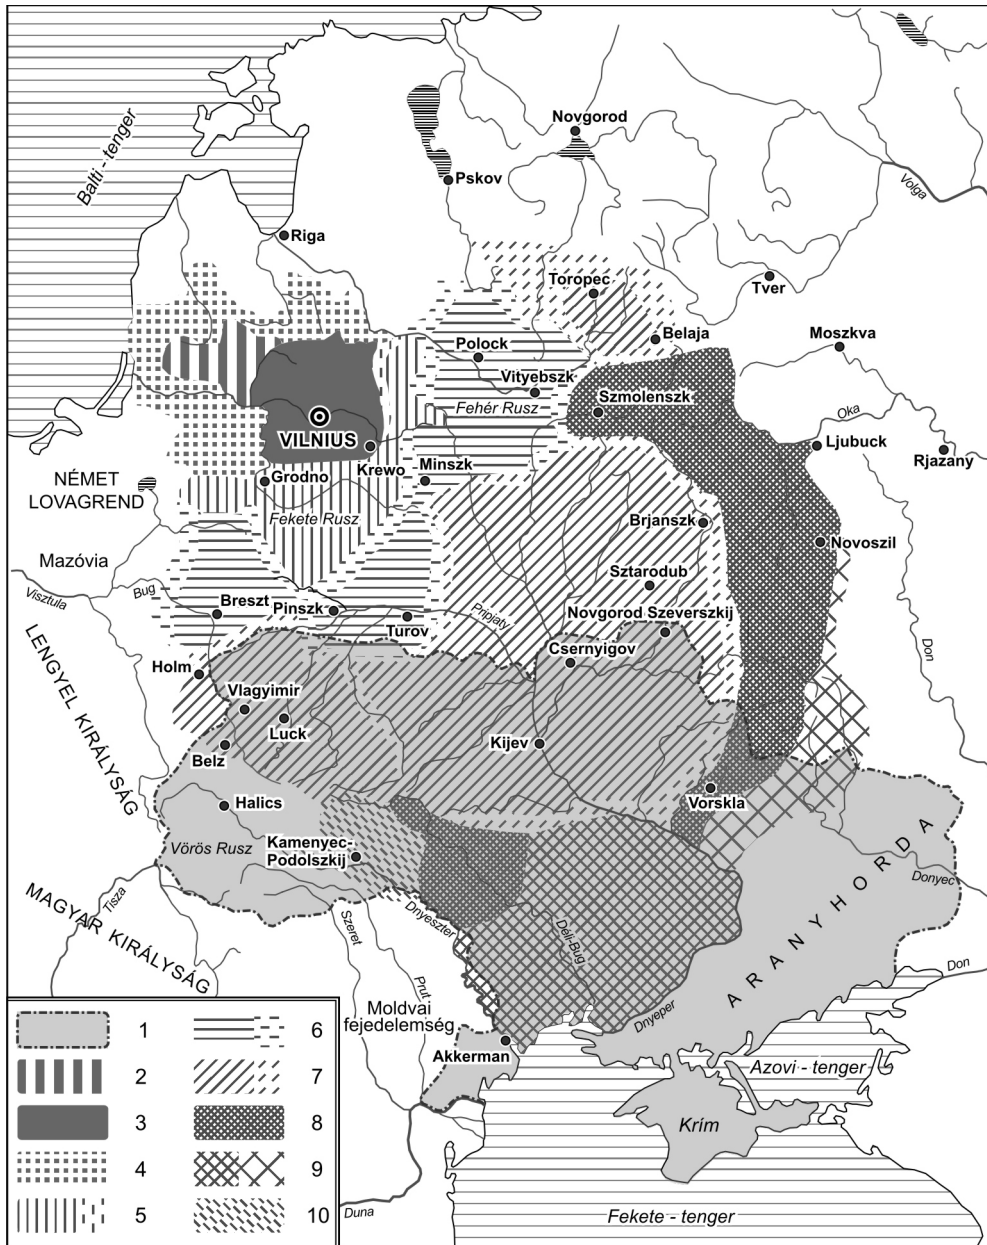 Balti - tenger
Novgorod
Pskov
Volga
Riga
Toropec
Tver
Belaja
Moszkva
Polock
Vityebszk
Fehér Rusz
Szmolenszk
Oka
VILNIUS
Ljubuck
Rjazany
Krewo
Minszk
NÉMET
LOVAGREND
Grodno
Fekete Rusz
Brjanszk
Novoszil
Mazóvia
Sztarodub
Visztula
Bug
Breszt
Pinszk
Turov
Pripjaty
Novgorod Szeverszkij
Csernyigov
Don
LENGYEL KIRÁLYSÁG
Holm
Vlagyimir
Luck
Belz
Kijev
Halics
Vorskla
Vörös Rusz
Kamenyec-
Podolszkij
ARANYHORDA
Donyec
MAGYAR KIRÁLYSÁG
Tisza
Szeret
Prut
Dnyeszter
Déli-Bug
Dnyeper
Don
Moldvai
fejedelemség
Akkerman
Azovi - tenger
Krím
Duna
Fekete - tenger
1
2
3
4
5
6
7
8
9
10